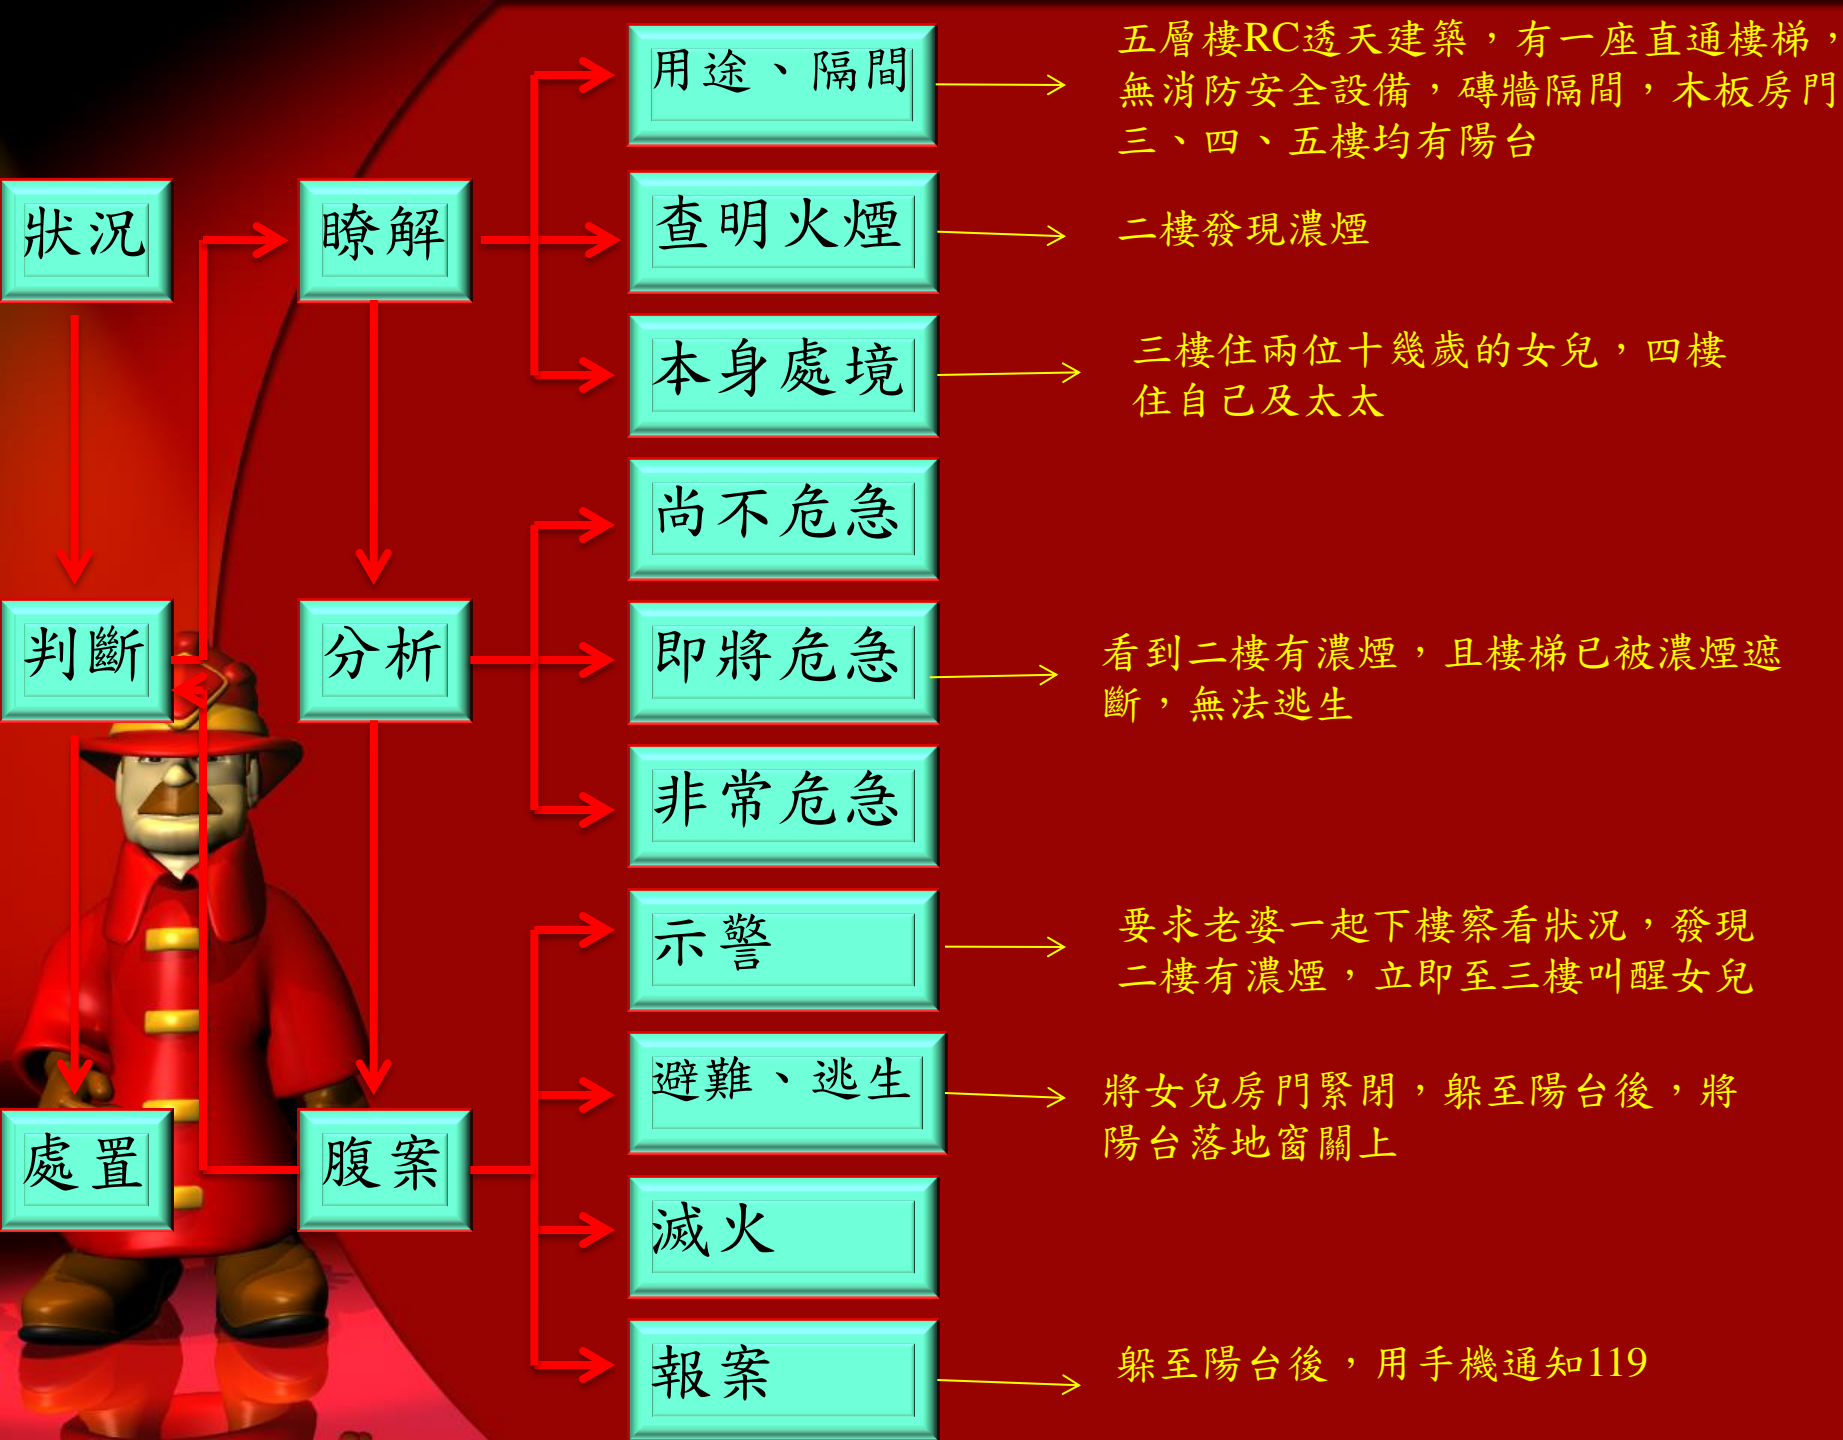 狀況
判斷
處置
瞭解
分析
腹案
用途、隔間
五層樓RC透天建築，有一座直通樓梯，
無消防安全設備，磚牆隔間，木板房門
三、四、五樓均有陽台
查明火煙
二樓發現濃煙
本身處境
三樓住兩位十幾歲的女兒，四樓
住自己及太太
尚不危急
即將危急
看到二樓有濃煙，且樓梯已被濃煙遮
斷，無法逃生
非常危急
示警
要求老婆一起下樓察看狀況，發現
二樓有濃煙，立即至三樓叫醒女兒
避難、逃生
將女兒房門緊閉，躲至陽台後，將
陽台落地窗關上
滅火
報案
躲至陽台後，用手機通知119